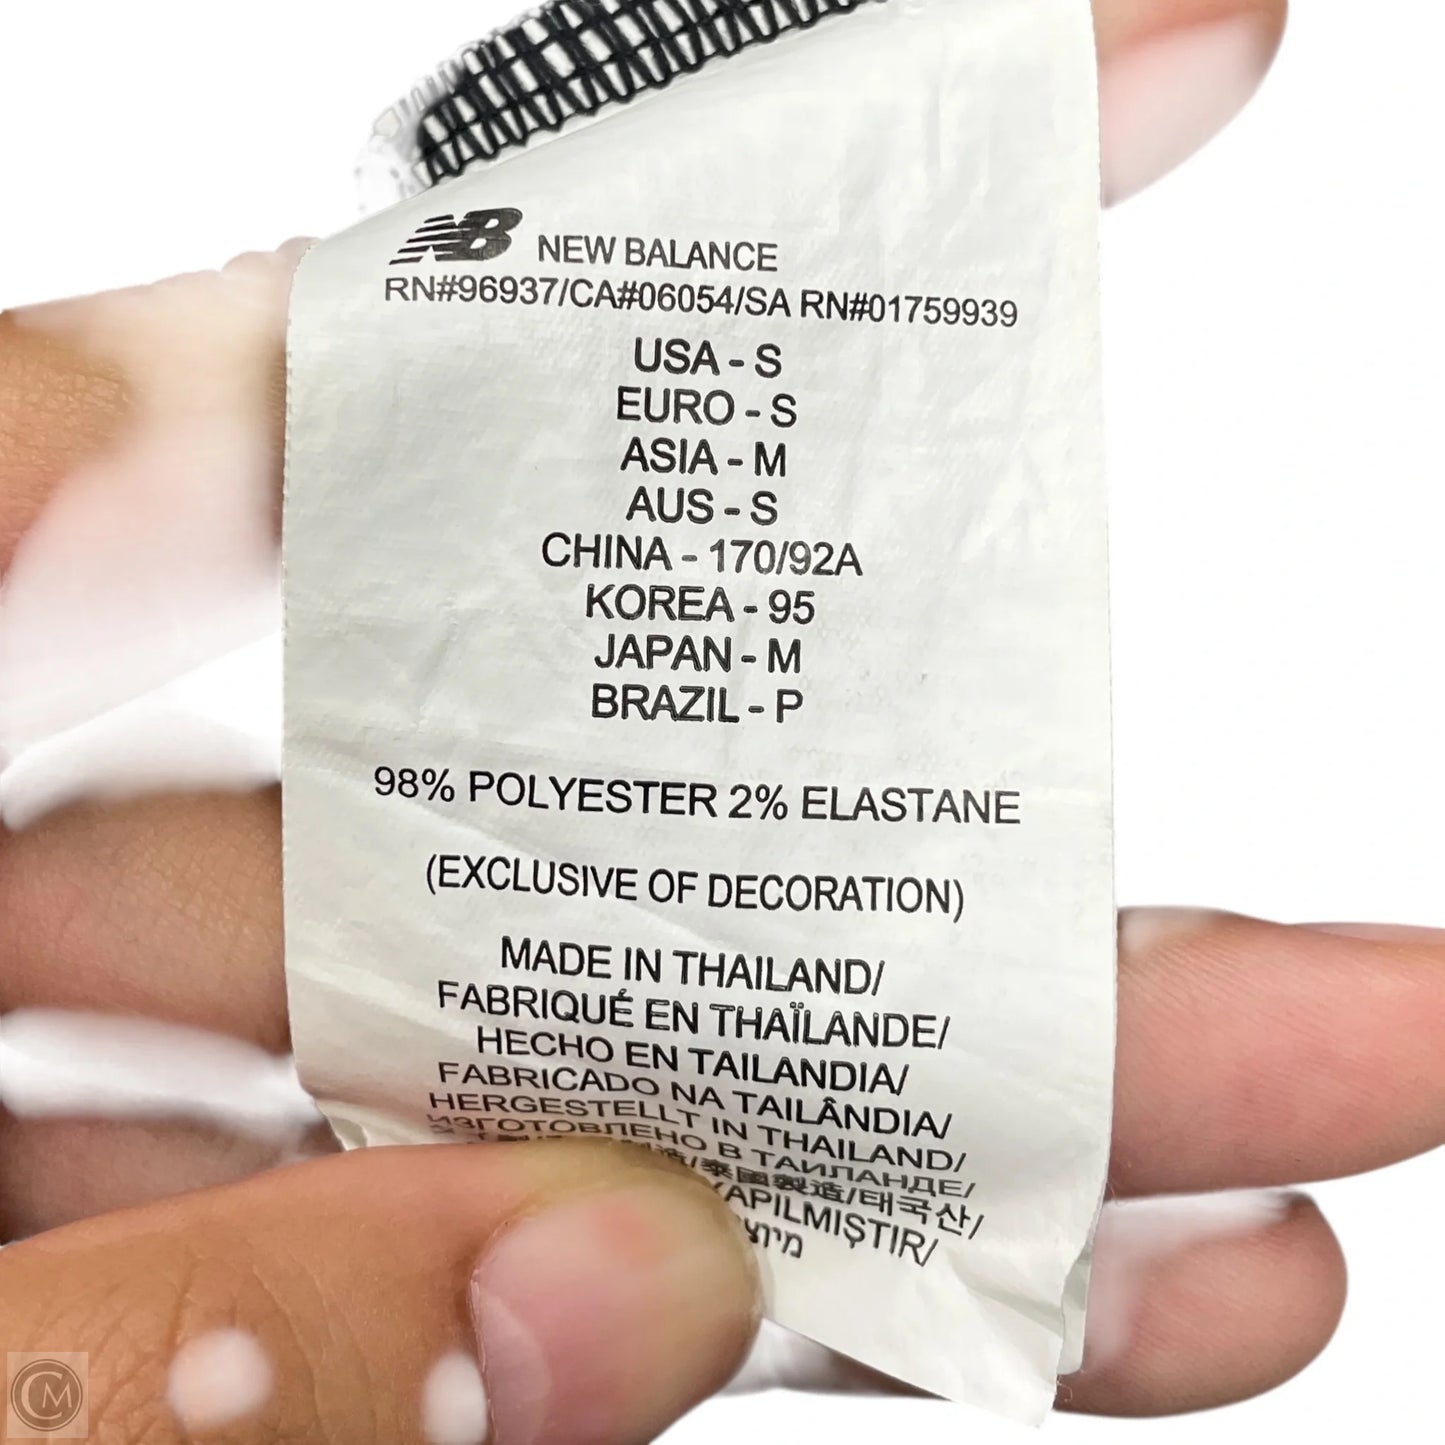 NB NEW BALANCE
RN#96937/CA#06054/SA RN#01759939
USA - S
EURO - S
ASIA - M
AUS - S
CHINA - 170/92A
KOREA - 95
JAPAN - M
BRAZIL - P
98% POLYESTER 2% ELASTANE
(EXCLUSIVE OF DECORATION)
MADE IN THAILAND/
FABRIQUÉ EN THAÏLANDE/
HECHO EN TAILANDIA/
FABRICADO NA TAILÂNDIA/
HERGESTELLT IN THAILAND/
ИЗГОТОВЛЕНО В ТАИЛАНДЕ/
/泰國製造/태국산/
YAPILMIŞTIR/
CM